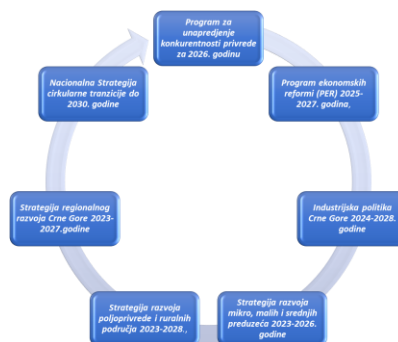 Program za
unapredjenje
konkurentnosti privrede
za 2026. godinu
Program ekonomskih
reformi (PER) 2025-
2027. godina.
Industrijska politika
Crne Gore 2024-2028.
godine
Strategija razvoja
mikro, malih i srednjih
preduzeća 2023-2026.
godine
Strategija razvoja
poljoprivrede i ruralnih
područja 2023-2028.,
Strategija regionalnog
razvoja Crne Gore 2023-
2027.godine
Nacionalno Strategija
cirkularne tranzicije do
2030. godine